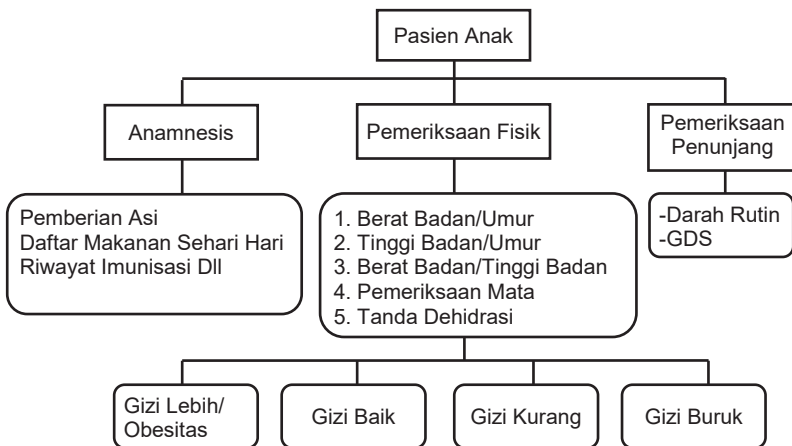 Pasien Anak
Anamnesis
Pemeriksaan Fisik
Pemeriksaan
Penunjang
Pemberian Asi
Daftar Makanan Sehari Hari
Riwayat Imunisasi Dll
1. Berat Badan/Umur
2. Tinggi Badan/Umur
3. Berat Badan/Tinggi Badan
4. Pemeriksaan Mata
5. Tanda Dehidrasi
-Darah Rutin
-GDS
Gizi Lebih/
Obesitas
Gizi Baik
Gizi Kurang
Gizi Buruk